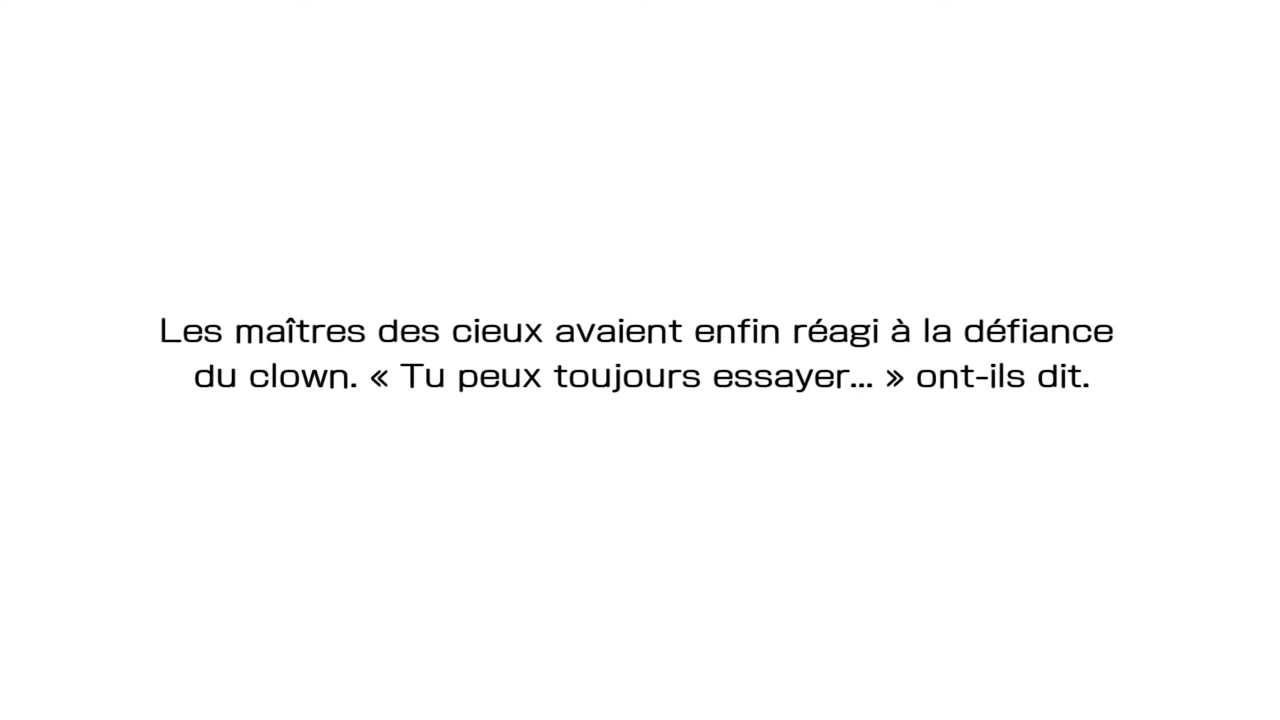 Les maîtres des cieux avaient enfin réagi à la défiance
du clown. « Tu peux toujours essayer... » ont-ils dit.